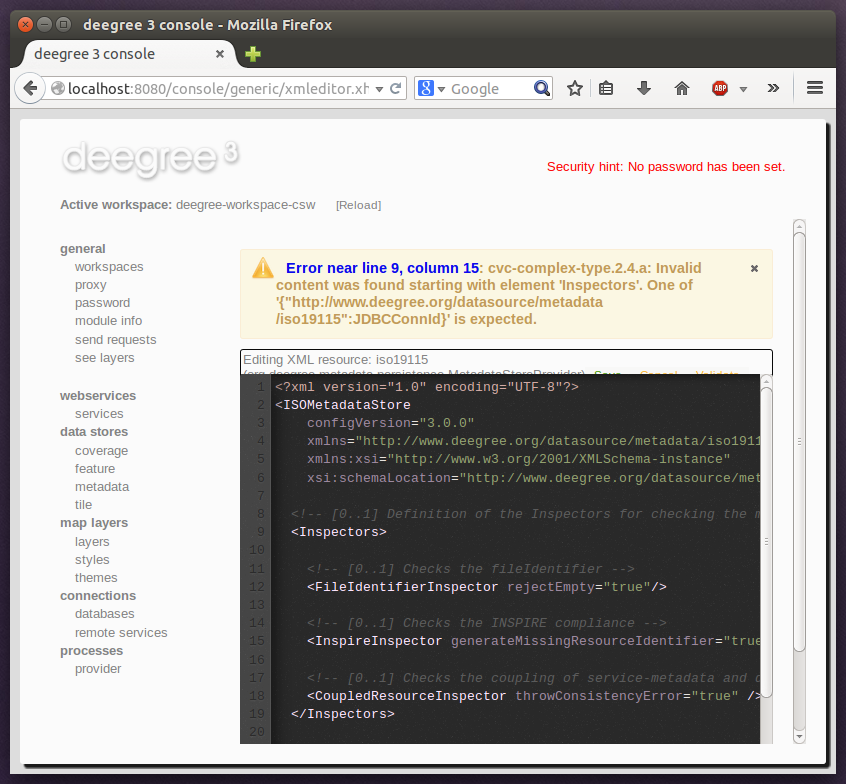 deegree 3 console - Mozilla Firefox
deegree 3 console
localhost:8080/console/generic/xmleditor.xh
Google
ABP
deegree 3
Security hint: No password has been set.
Active workspace: deegree-workspace-csw [Reload]
general
workspaces
proxy
password
module info
send requests
see layers
webservices
services
data stores
coverage
feature
metadata
tile
map layers
layers
styles
themes
connections
databases
remote services
processes
provider
Error near line 9, column 15: cvc-complex-type.2.4.a: Invalid
content was found starting with element 'Inspectors'. One of
'{"http://www.deegree.org/datasource/metadata
/iso19115":JDBCConnId}' is expected.
Editing XML resource: iso19115
(org.deegree.metadata.persistence.MetadataStoreProvider) Save Cancel Validate
1 <?xml version="1.0" encoding="UTF-8"?>
2 <ISOMetadataStore
3 configVersion="3.0.0"
4 xmlns="http://www.deegree.org/datasource/metadata/iso1911
5 xmlns:xsi="http://www.w3.org/2001/XMLSchema-instance"
6 xsi:schemaLocation="http://www.deegree.org/datasource/met
7
8 <!-- [0..1] Definition of the Inspectors for checking the m
9 <Inspectors>
10
11 <!-- [0..1] Checks the fileIdentifier -->
12 <FileIdentifierInspector rejectEmpty="true"/>
13
14 <!-- [0..1] Checks the INSPIRE compliance -->
15 <InspireInspector generateMissingResourceIdentifier="true
16
17 <!-- [0..1] Checks the coupling of service-metadata and d
18 <CoupledResourceInspector throwConsistencyError="true" />
19 </Inspectors>
20